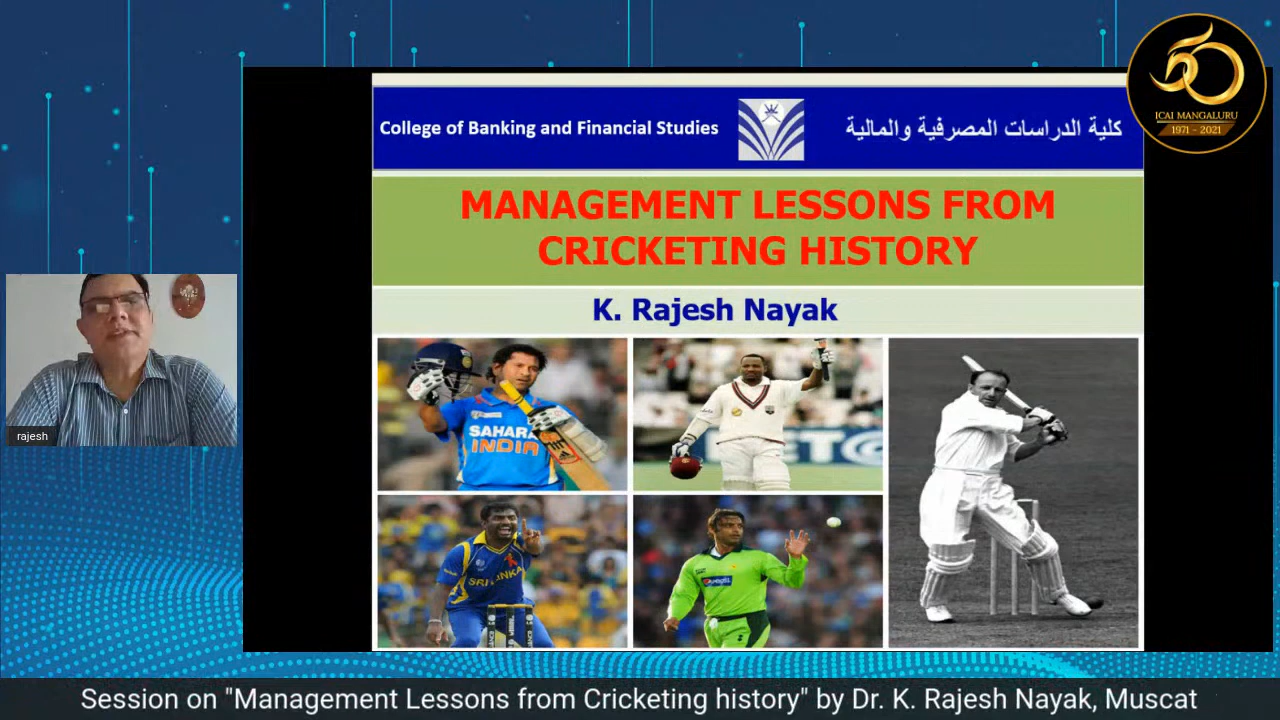 50
ICAI MANGALURU
1971 - 2021
College of Banking and Financial Studies
كلية الدراسات المصرفية والمالية
MANAGEMENT LESSONS FROM
CRICKETING HISTORY
K. Rajesh Nayak
rajesh
SAHARA
INDIA
SRI LANKA
Session on "Management Lessons from Cricketing history" by Dr. K. Rajesh Nayak, Muscat